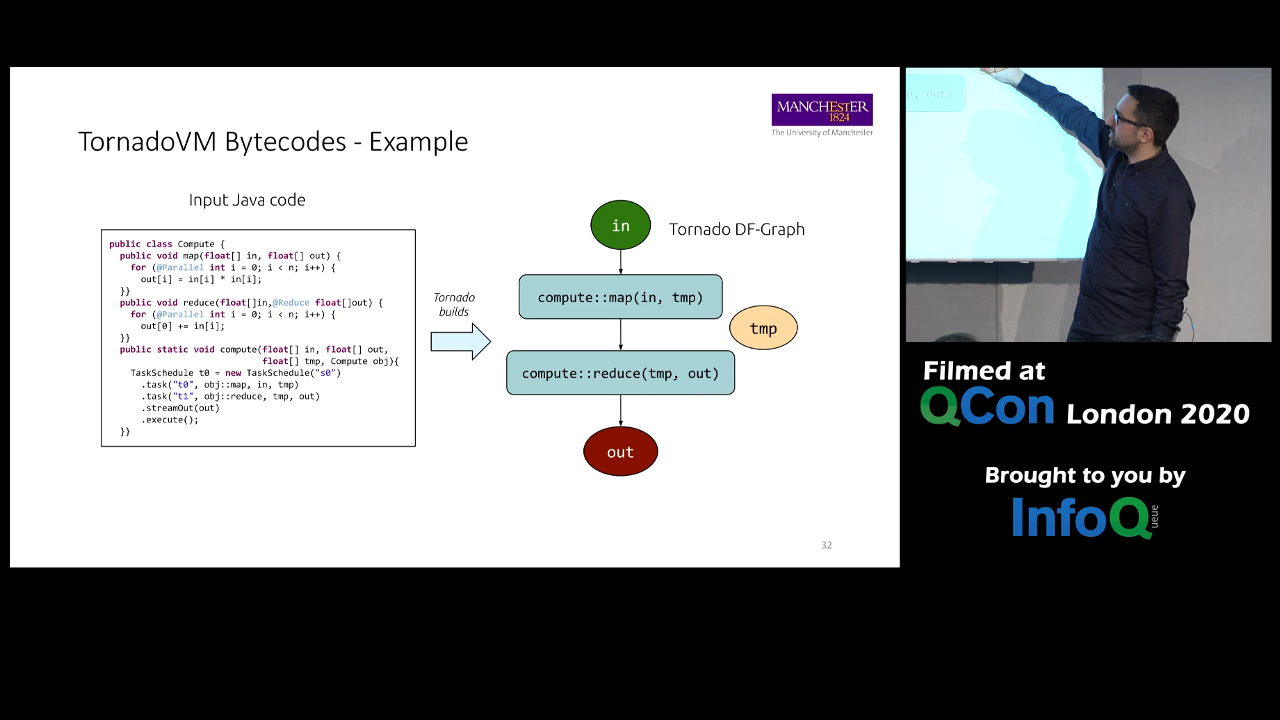 MANCHESTER
1824
The University of Manchester
TornadoVM Bytecodes - Example
Input Java code
public class Compute {
public void map(float[] in, float[] out) {
for (@Parallel int i = 0; i < n; i++) {
out[i] = in[i] * in[i];
}}
public void reduce(float[]in,@Reduce float[]out) {
for (@Parallel int i = 0; i < n; i++) {
out[0] += in[i];
}}
public static void compute(float[] in, float[] out,
float[] tmp, Compute obj){
TaskSchedule t0 = new TaskSchedule("s0")
.task("t0", obj::map, in, tmp)
.task("t1", obj::reduce, tmp, out)
.streamOut(out)
.execute();
}}
Tornado
builds
in
Tornado DF-Graph
compute::map(in, tmp)
tmp
compute::reduce(tmp, out)
out
32
p, out)
Filmed at
QCon London 2020
Brought to you by
InfoQueue